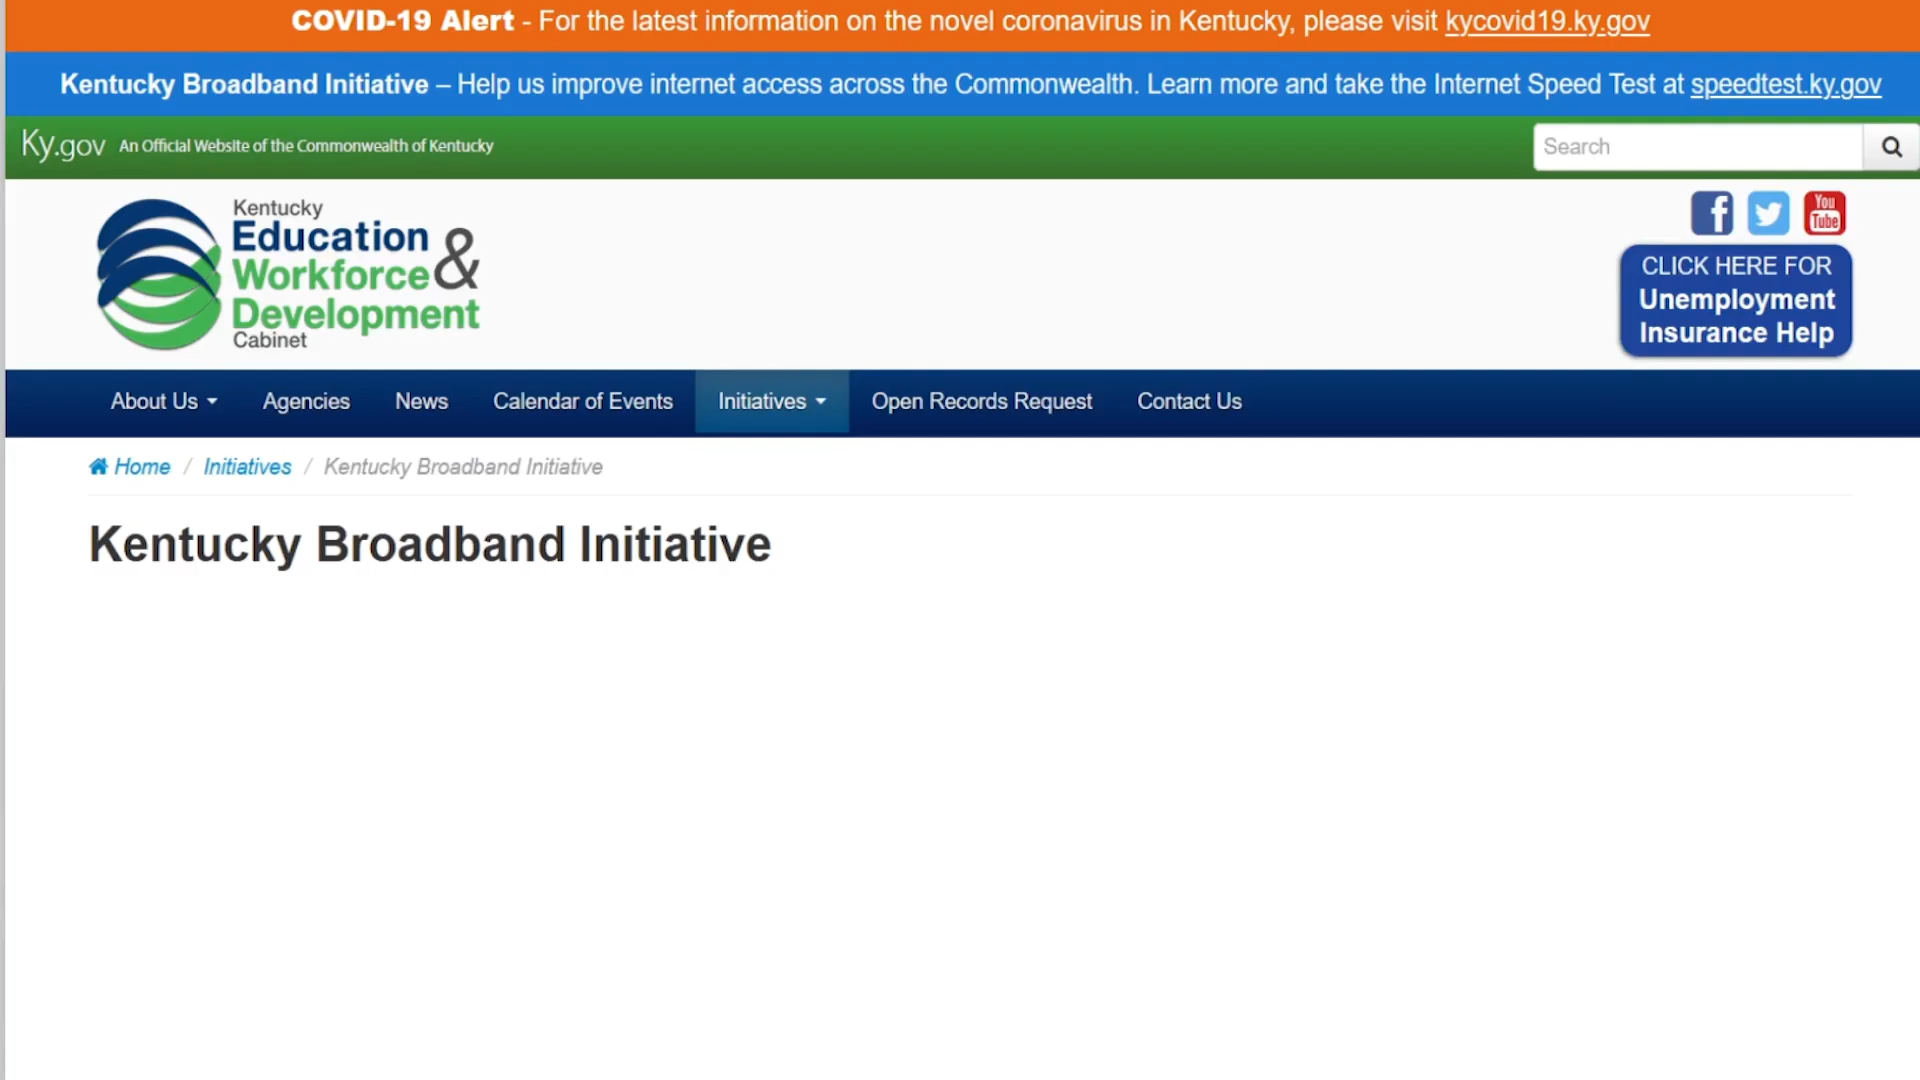 COVID-19 Alert - For the latest information on the novel coronavirus in Kentucky, please visit kycovid19.ky.gov
Kentucky Broadband Initiative – Help us improve internet access across the Commonwealth. Learn more and take the Internet Speed Test at speedtest.ky.gov
Ky.gov An Official Website of the Commonwealth of Kentucky
Search
Kentucky
Education
Workforce &
Development
Cabinet
You
Tube
CLICK HERE FOR
Unemployment
Insurance Help
About Us Agencies News Calendar of Events Initiatives Open Records Request Contact Us
Home / Initiatives / Kentucky Broadband Initiative
Kentucky Broadband Initiative